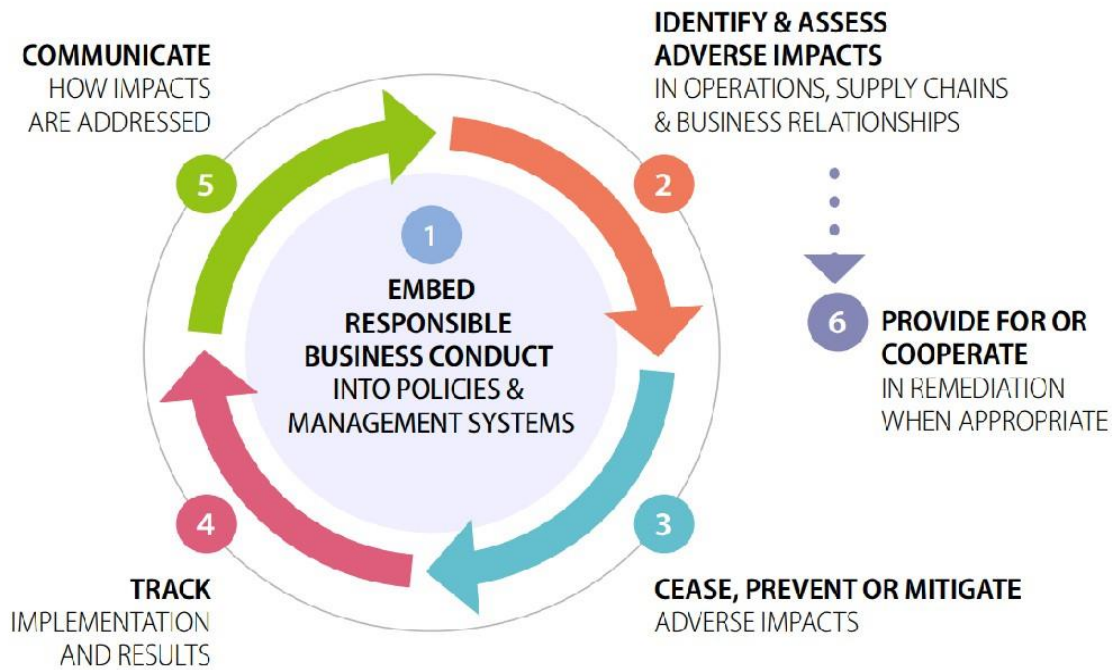 1
EMBED
RESPONSIBLE
BUSINESS CONDUCT
INTO POLICIES &
MANAGEMENT SYSTEMS
2
IDENTIFY & ASSESS
ADVERSE IMPACTS
IN OPERATIONS, SUPPLY CHAINS
& BUSINESS RELATIONSHIPS
3
CEASE, PREVENT OR MITIGATE
ADVERSE IMPACTS
4
TRACK
IMPLEMENTATION
AND RESULTS
5
COMMUNICATE
HOW IMPACTS
ARE ADDRESSED
6
PROVIDE FOR OR
COOPERATE
IN REMEDIATION
WHEN APPROPRIATE